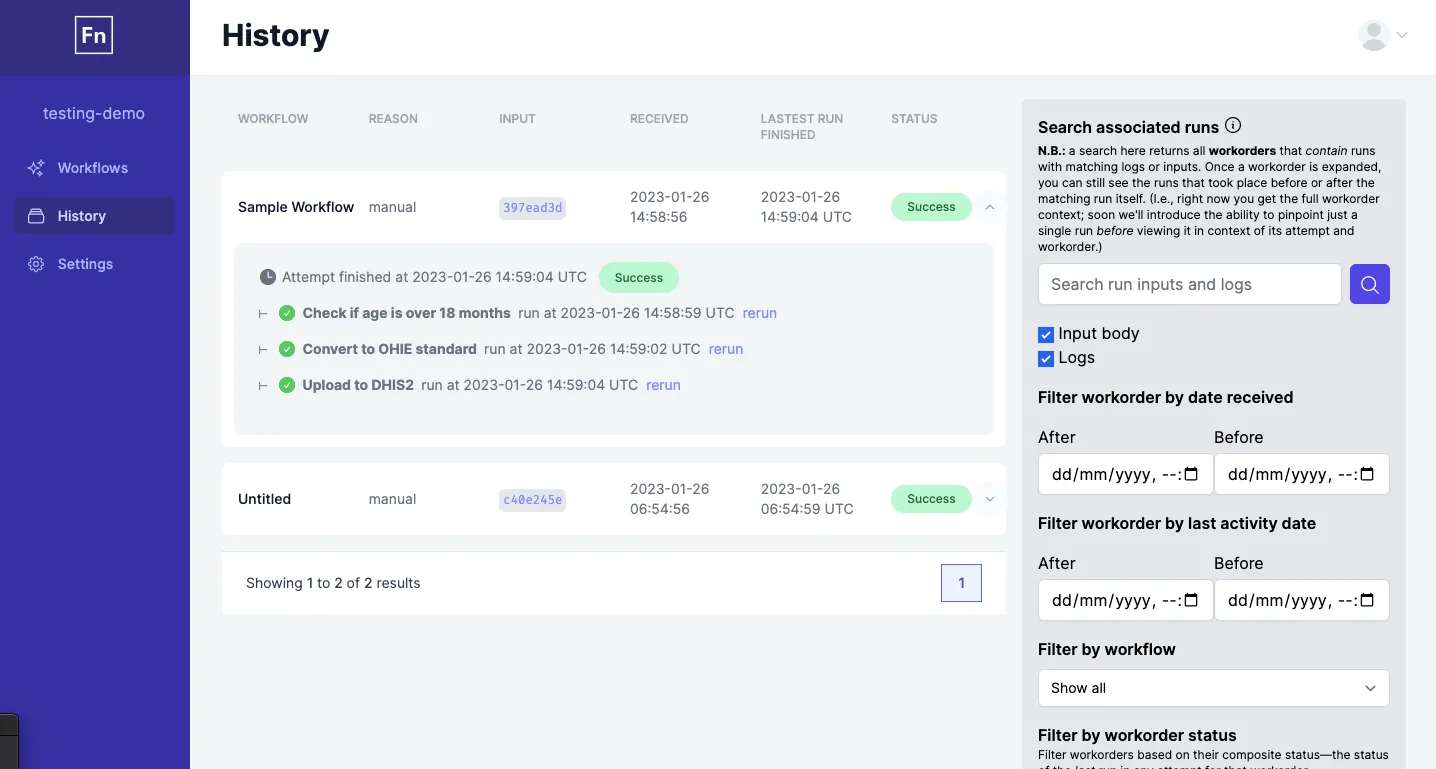 Fn
History
testing-demo
Workflows
History
Settings
WORKFLOW REASON INPUT RECEIVED LASTEST RUN FINISHED STATUS
Sample Workflow manual 397ead3d 2023-01-26 14:58:56 2023-01-26 14:59:04 UTC Success
Attempt finished at 2023-01-26 14:59:04 UTC Success
Check if age is over 18 months run at 2023-01-26 14:58:59 UTC rerun
Convert to OHIE standard run at 2023-01-26 14:59:02 UTC rerun
Upload to DHIS2 run at 2023-01-26 14:59:04 UTC rerun
Untitled manual c40e245e 2023-01-26 06:54:56 2023-01-26 06:54:59 UTC Success
Showing 1 to 2 of 2 results 1
Search associated runs
N.B.: a search here returns all workorders that contain runs
with matching logs or inputs. Once a workorder is expanded,
you can still see the runs that took place before or after the
matching run itself. (I.e., right now you get the full workorder
context; soon we'll introduce the ability to pinpoint just a
single run before viewing it in context of its attempt and
workorder.)
Search run inputs and logs
Input body
Logs
Filter workorder by date received
After Before
dd/mm/yyyy, --: dd/mm/yyyy, --:
Filter workorder by last activity date
After Before
dd/mm/yyyy, --: dd/mm/yyyy, --:
Filter by workflow
Show all
Filter by workorder status
Filter workorders based on their composite status—the status